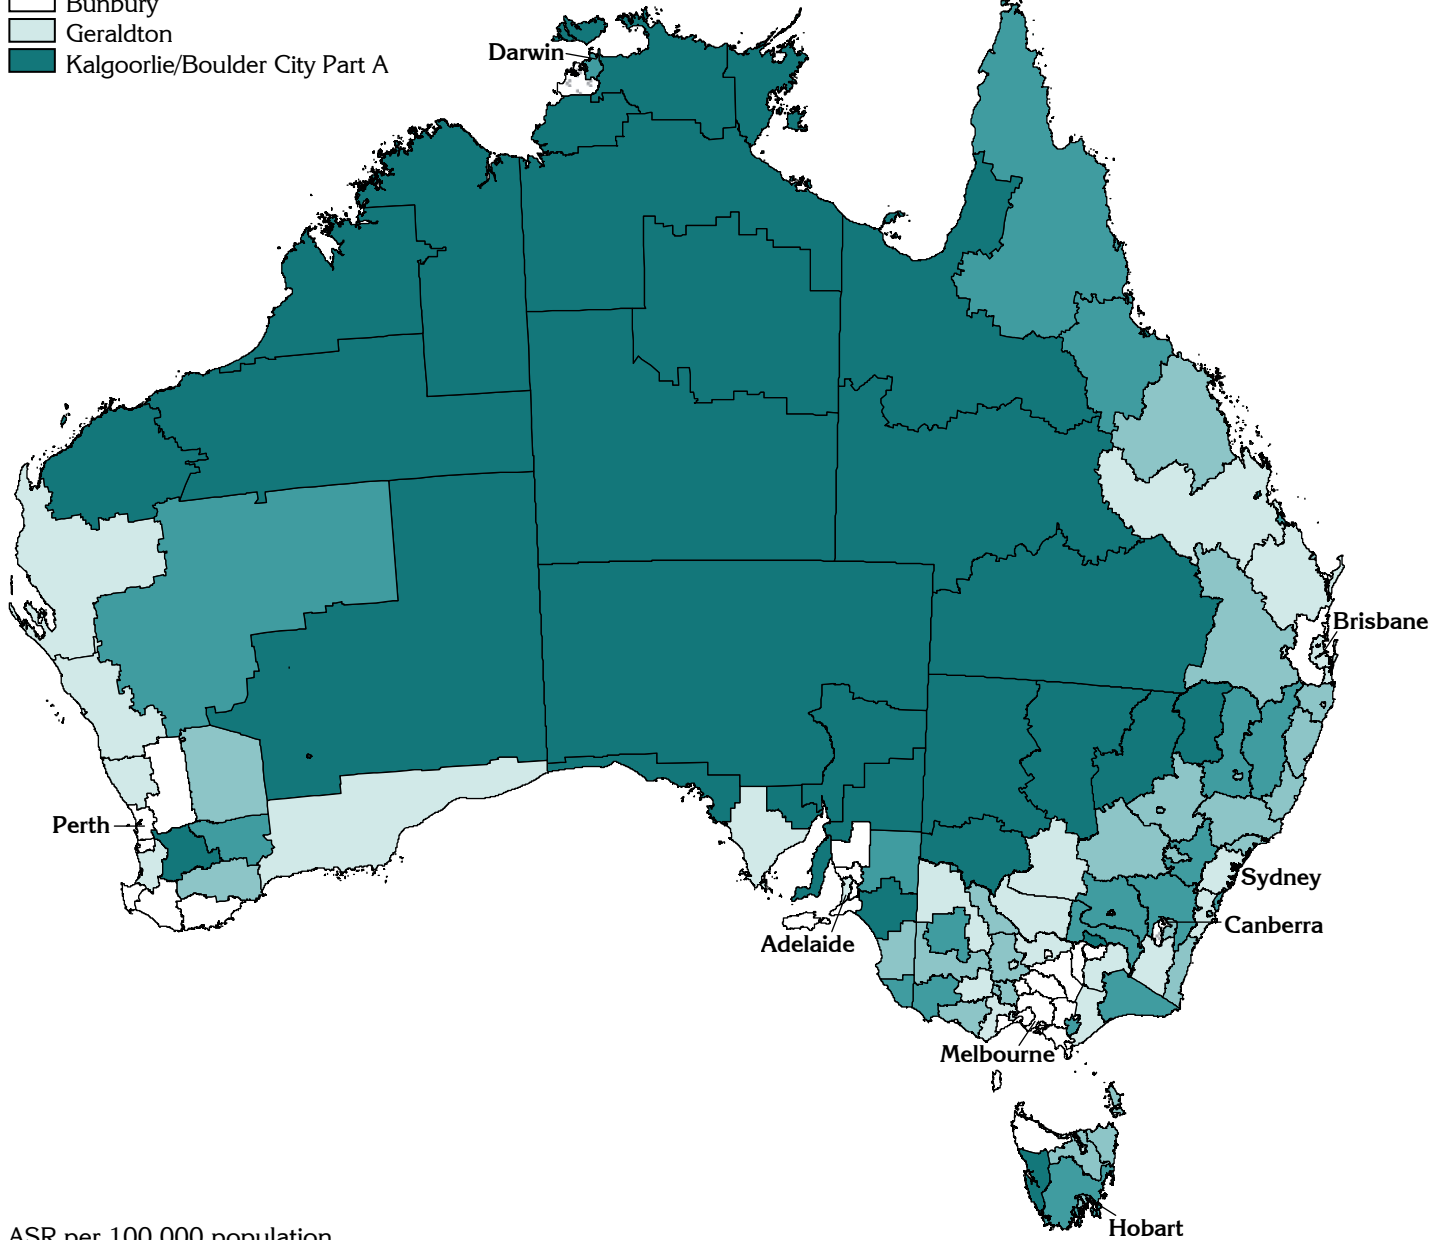 Bunbury
Geraldton
Kalgoorlie/Boulder City Part A
Darwin
Brisbane
Perth
Sydney
Canberra
Adelaide
Melbourne
Hobart
ASR per 100,000 population